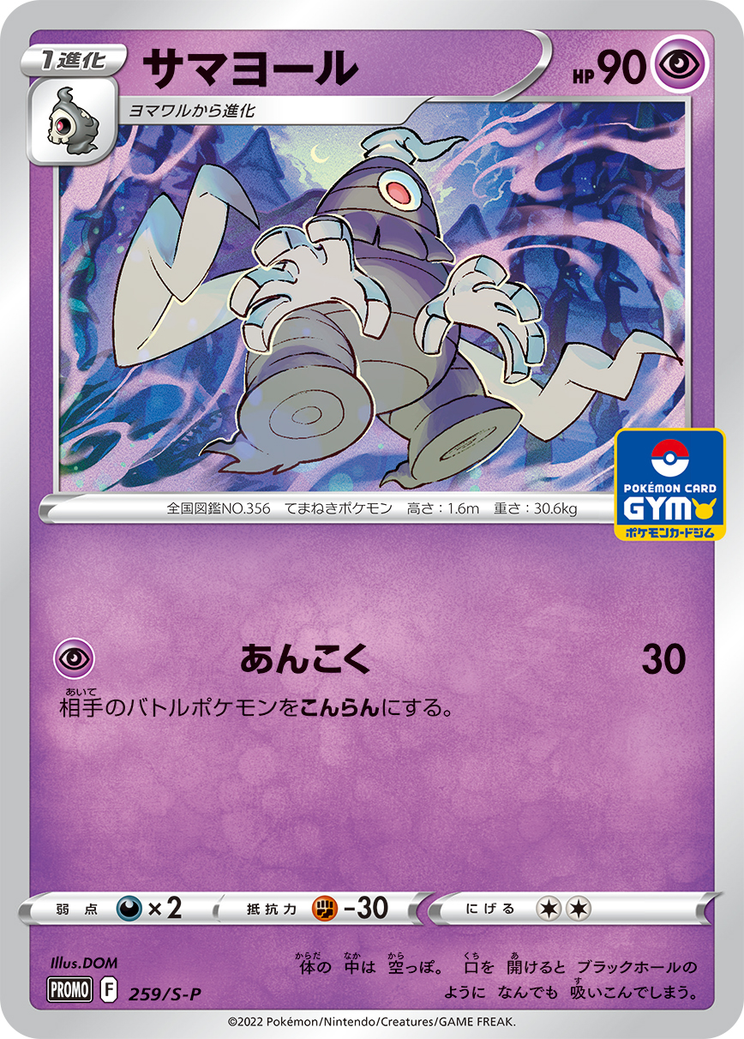 1進化
サマヨール
HP90
ヨマワルから進化
全国図鑑NO.356 てまねきポケモン 高さ：1.6m 重さ：30.6kg
POKÉMON CARD
GYM
ポケモンカードジム
あんこく 30
あいて
相手のバトルポケモンをこんらんにする。
弱点 ×2 抵抗力 -30 にげる
Illus.DOM
からだ なか から くち あ
体の 中は 空っぽ。 口を 開けると ブラックホールの
す
ように なんでも 吸いこんでしまう。
PROMO F 259/S-P
©2022 Pokémon/Nintendo/Creatures/GAME FREAK.